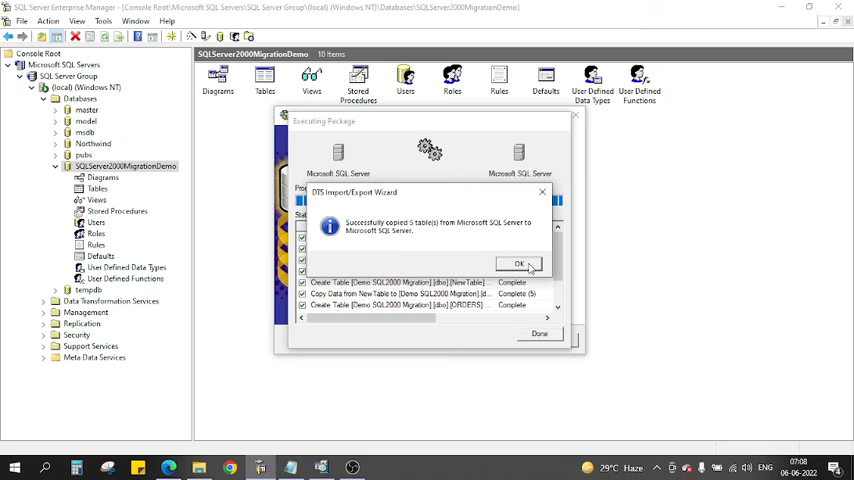 SQL Server Enterprise Manager - [Console Root\Microsoft SQL Servers\SQL Server Group\(local) (Windows NT)\Databases\SQLServer2000MigrationDemo]
File Action View Tools Window Help
Console Root
SQLServer2000MigrationDemo 10 Items
Microsoft SQL Servers
SQL Server Group
(local) (Windows NT)
Databases
master
model
msdb
Northwind
pubs
SQLServer2000MigrationDemo
Diagrams
Tables
Views
Stored Procedures
Users
Roles
Rules
Defaults
User Defined Data Types
User Defined Functions
tempdb
Data Transformation Services
Management
Replication
Security
Support Services
Meta Data Services
Diagrams Tables Views Stored Procedures Users Roles Rules Defaults User Defined Data Types User Defined Functions
Executing Package
Microsoft SQL Server Microsoft SQL Server
DTS Import/Export Wizard
Successfully copied 5 table(s) from Microsoft SQL Server to
Microsoft SQL Server.
OK
Create Table [Demo SQL2000 Migration].[dbo].[NewTable] ... Complete
Copy Data from NewTable to [Demo SQL2000 Migration].[d... Complete (5)
Create Table [Demo SQL2000 Migration].[dbo].[ORDERS] ... Complete
Done
29°C Haze
ENG
07:08
06-06-2022
4